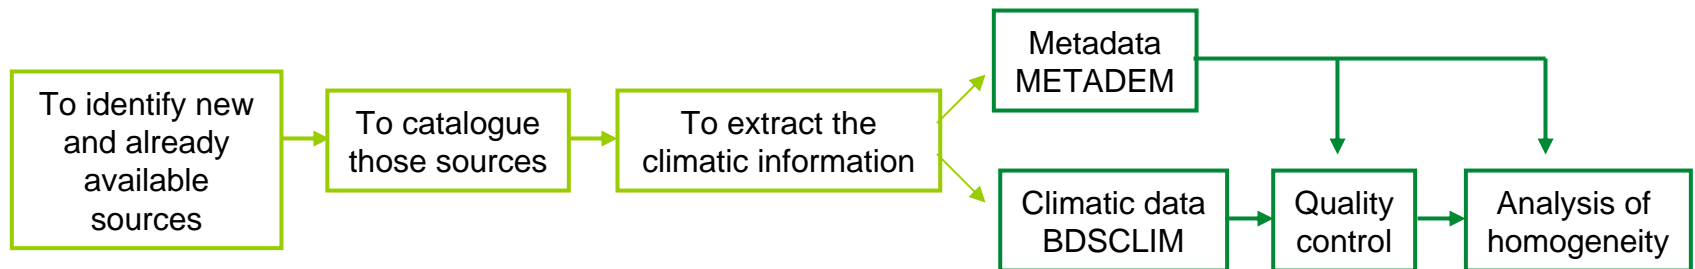 To identify new
and already
available
sources
To catalogue
those sources
To extract the
climatic information
Metadata
METADEM
Climatic data
BDSCLIM
Quality
control
Analysis of
homogeneity